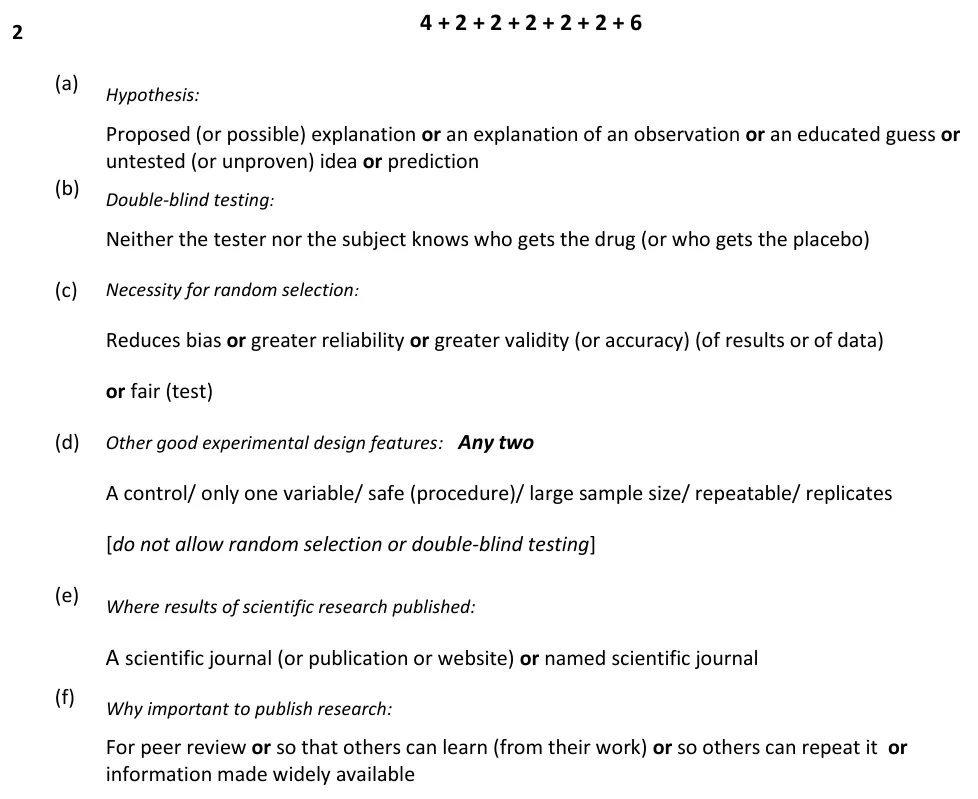 4 + 2 + 2 + 2 + 2 + 2 + 6
2
(a)
Hypothesis:
Proposed (or possible) explanation or an explanation of an observation or an educated guess or
untested (or unproven) idea or prediction
(b)
Double-blind testing:
Neither the tester nor the subject knows who gets the drug (or who gets the placebo)
(c) Necessity for random selection:
Reduces bias or greater reliability or greater validity (or accuracy) (of results or of data)
or fair (test)
(d) Other good experimental design features: Any two
A control/ only one variable/ safe (procedure)/ large sample size/ repeatable/ replicates
[do not allow random selection or double-blind testing]
(e)
Where results of scientific research published:
A scientific journal (or publication or website) or named scientific journal
(f)
Why important to publish research:
For peer review or so that others can learn (from their work) or so others can repeat it or
information made widely available